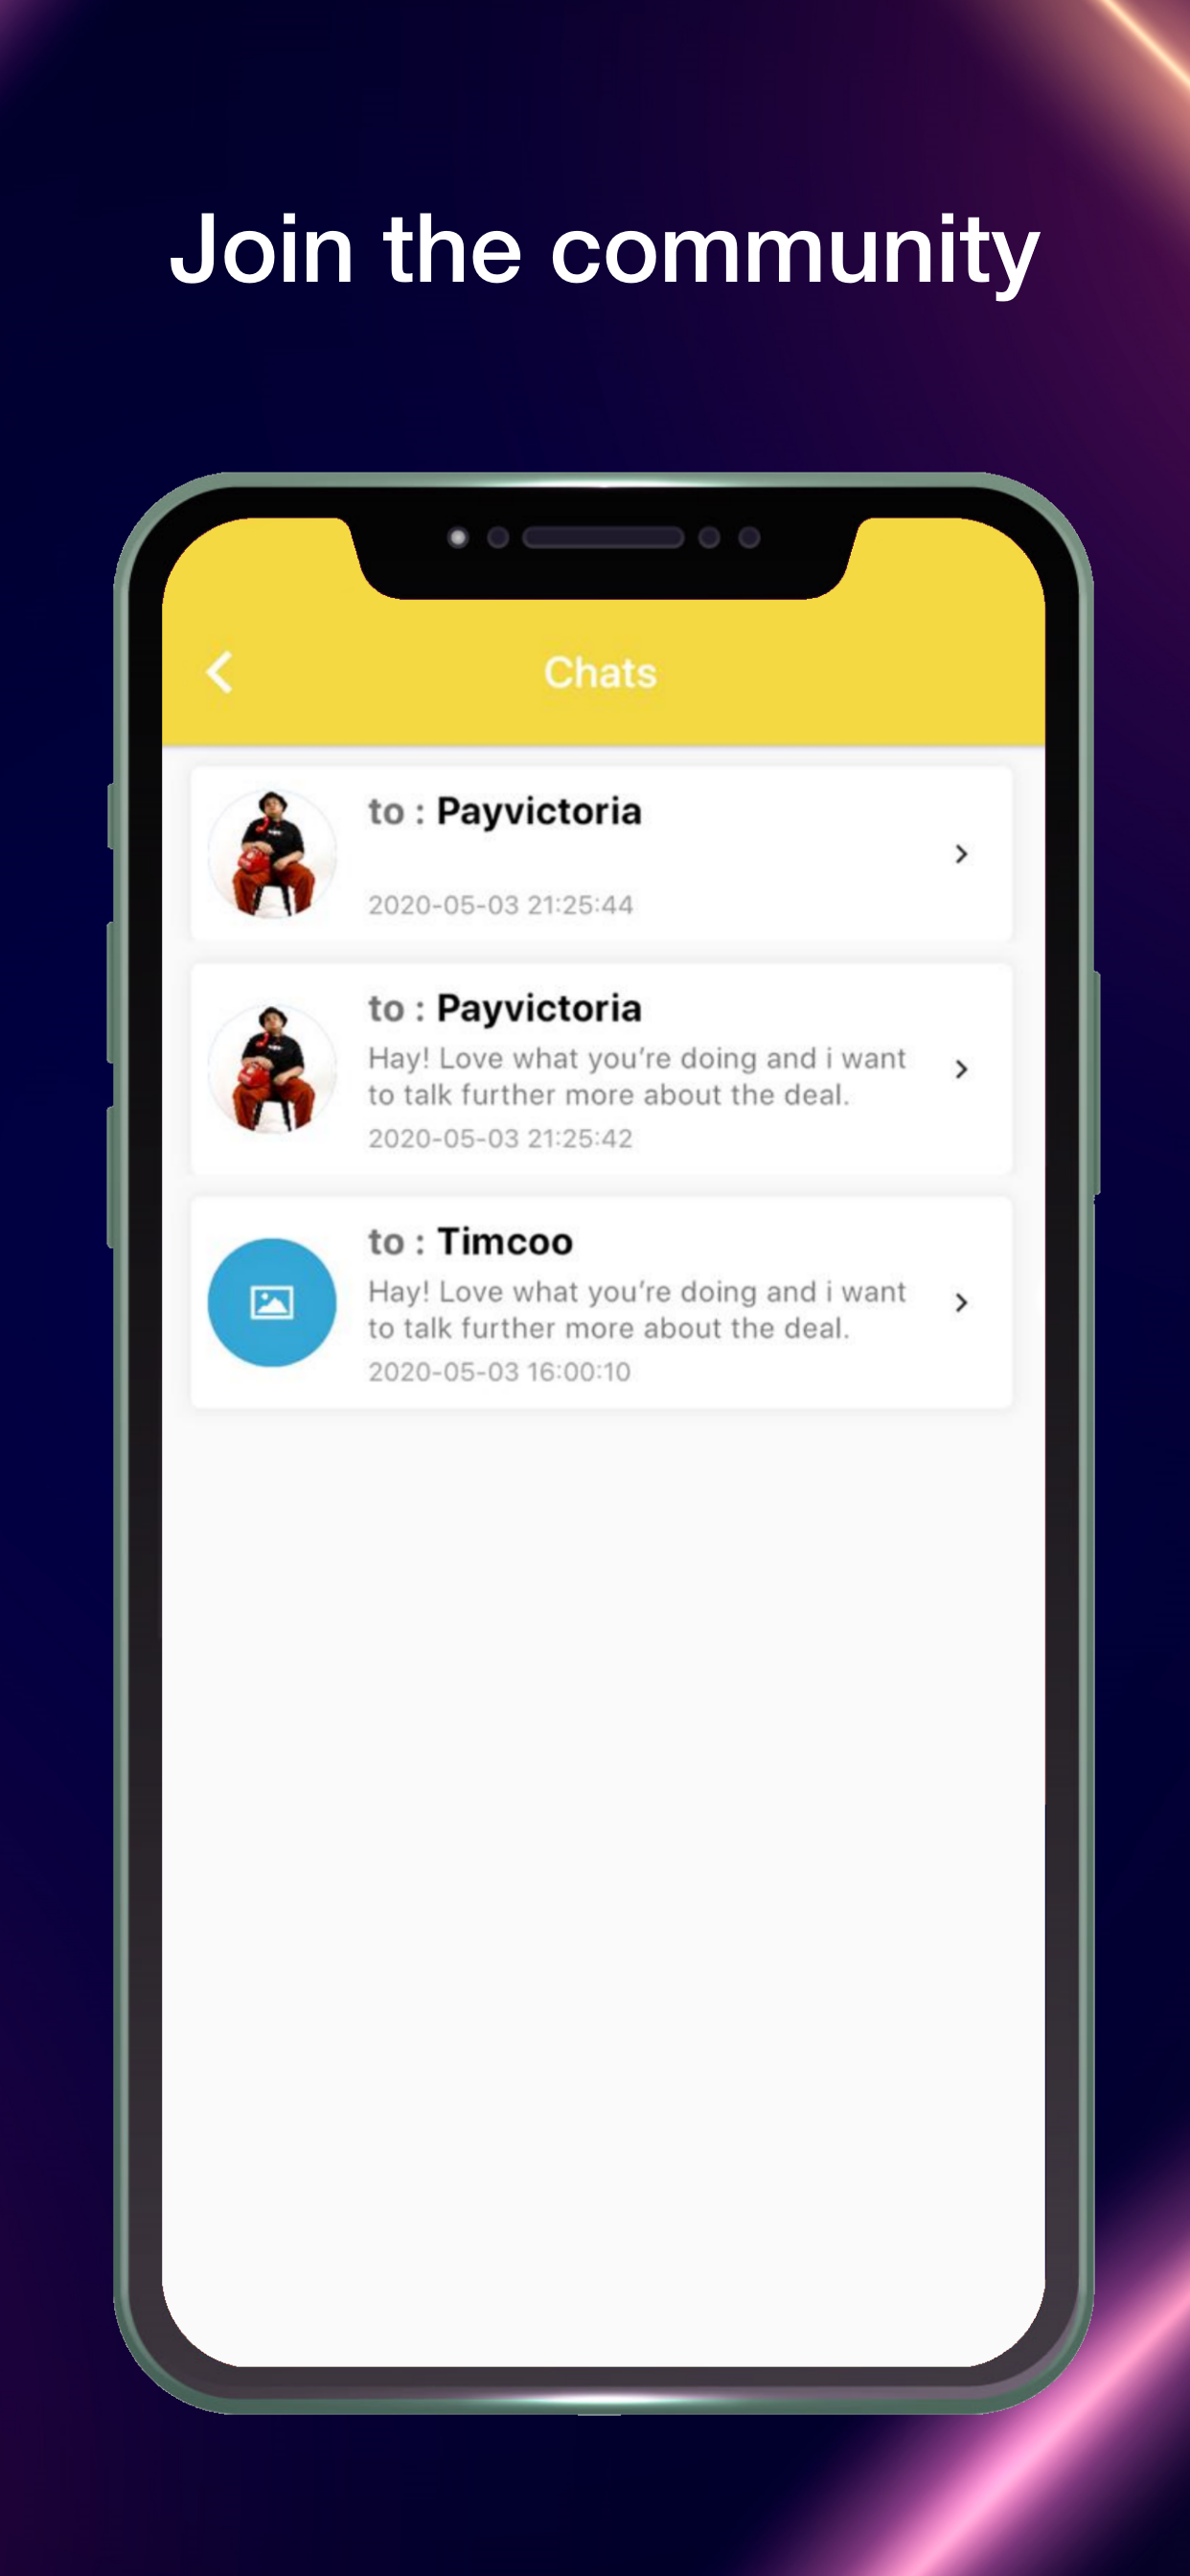 Join the community
Chats
to : Payvictoria
2020-05-03 21:25:44
to : Payvictoria
Hay! Love what you’re doing and i want
to talk further more about the deal.
2020-05-03 21:25:42
to : Timcoo
Hay! Love what you’re doing and i want
to talk further more about the deal.
2020-05-03 16:00:10